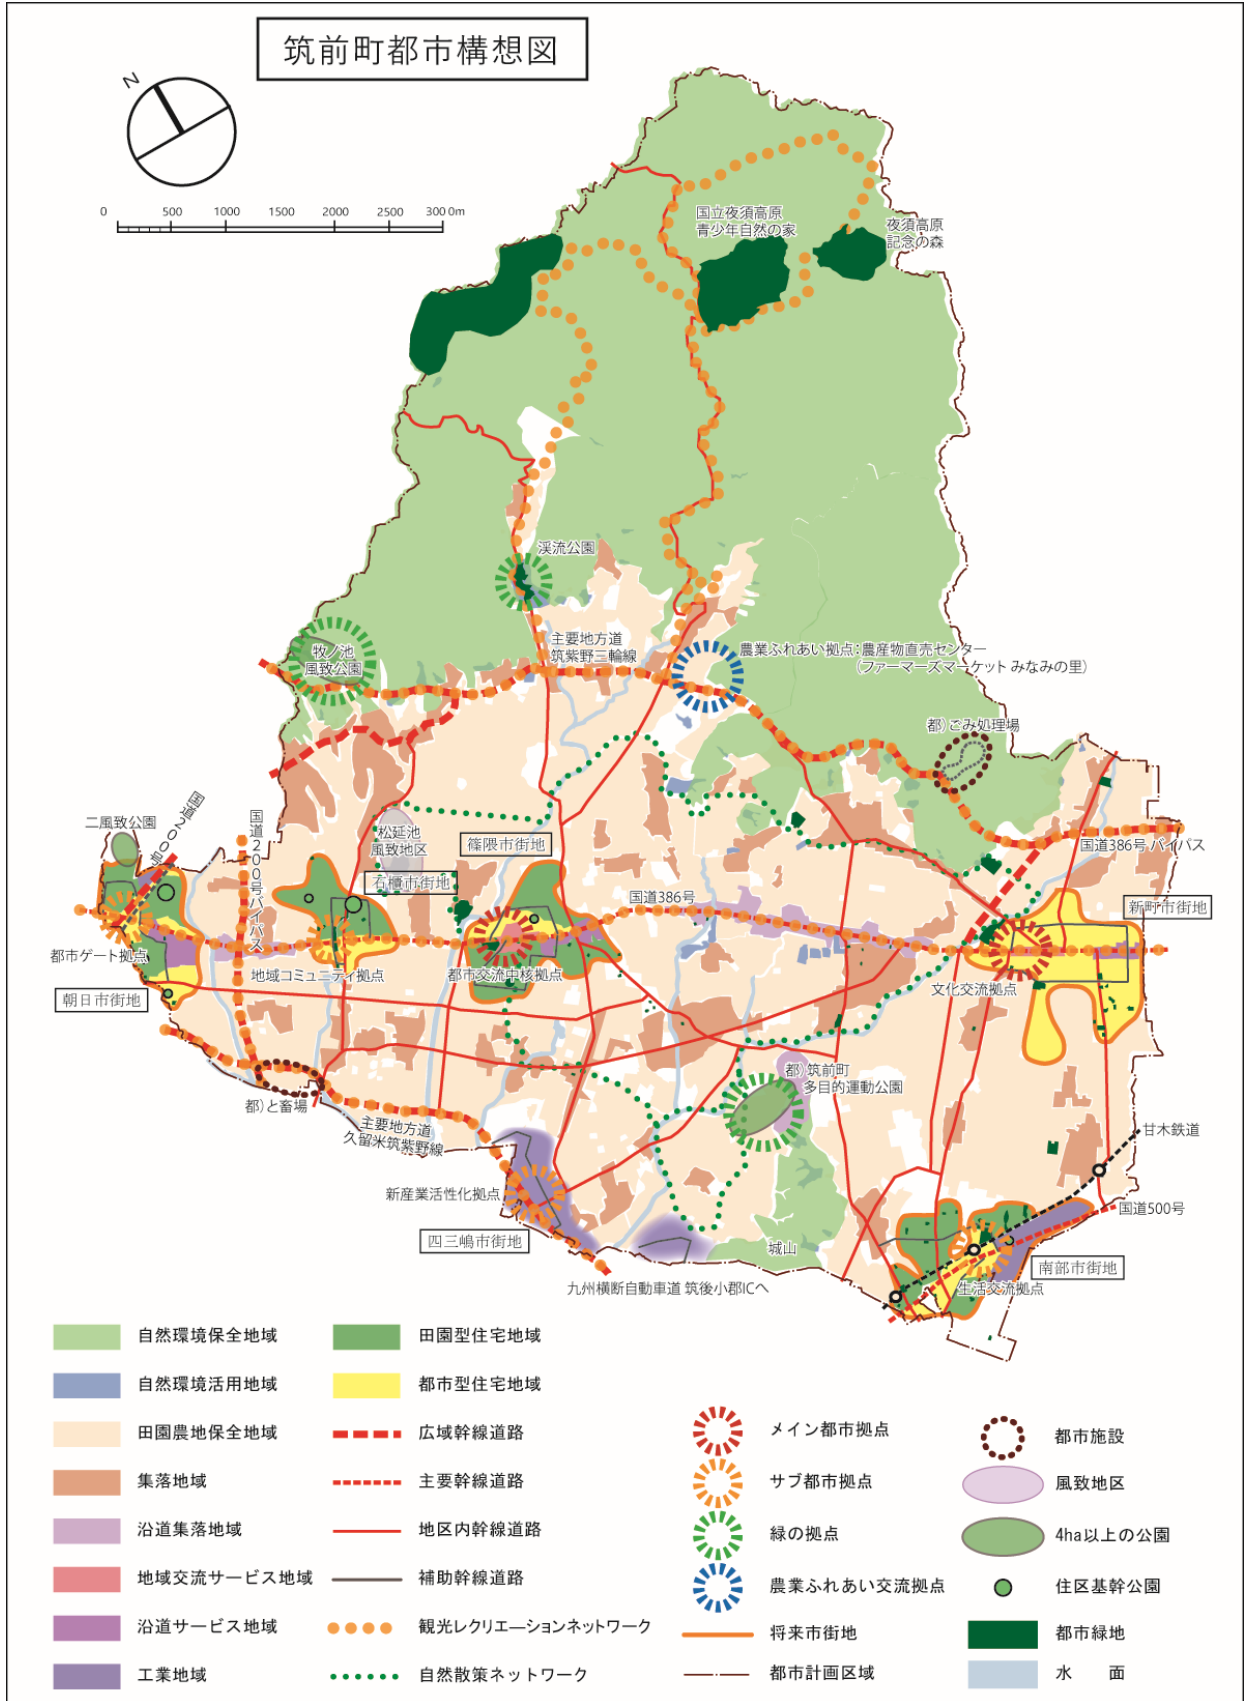 筑前町都市構想図
N
0 500 1000 1500 2000 2500 3000m
国立夜須高原
青少年自然の家
夜須高原
記念の森
渓流公園
主要地方道
筑紫野三輪線
牧ノ池
風致公園
農業ふれあい拠点:農産物直売センター
(ファーマーズマーケット みなみの里)
都)ごみ処理場
国道200号
国道200号バイパス
二風致公園
松延池
風致地区
篠隈市街地
石櫃市街地
国道386号
国道386号 バイパス
新町市街地
都市ゲート拠点
地域コミュニティ拠点
都市交流中核拠点
文化交流拠点
朝日市街地
都)筑前町
多目的運動公園
都)と畜場
主要地方道
久留米筑紫野線
甘木鉄道
新産業活性化拠点
国道500号
四三嶋市街地
城山
南部市街地
九州横断自動車道 筑後小郡ICへ
生活交流拠点
自然環境保全地域
自然環境活用地域
田園農地保全地域
集落地域
沿道集落地域
地域交流サービス地域
沿道サービス地域
工業地域
田園型住宅地域
都市型住宅地域
広域幹線道路
主要幹線道路
地区内幹線道路
補助幹線道路
観光レクリエーションネットワーク
自然散策ネットワーク
メイン都市拠点
サブ都市拠点
緑の拠点
農業ふれあい交流拠点
将来市街地
都市計画区域
都市施設
風致地区
4ha以上の公園
住区基幹公園
都市緑地
水 面